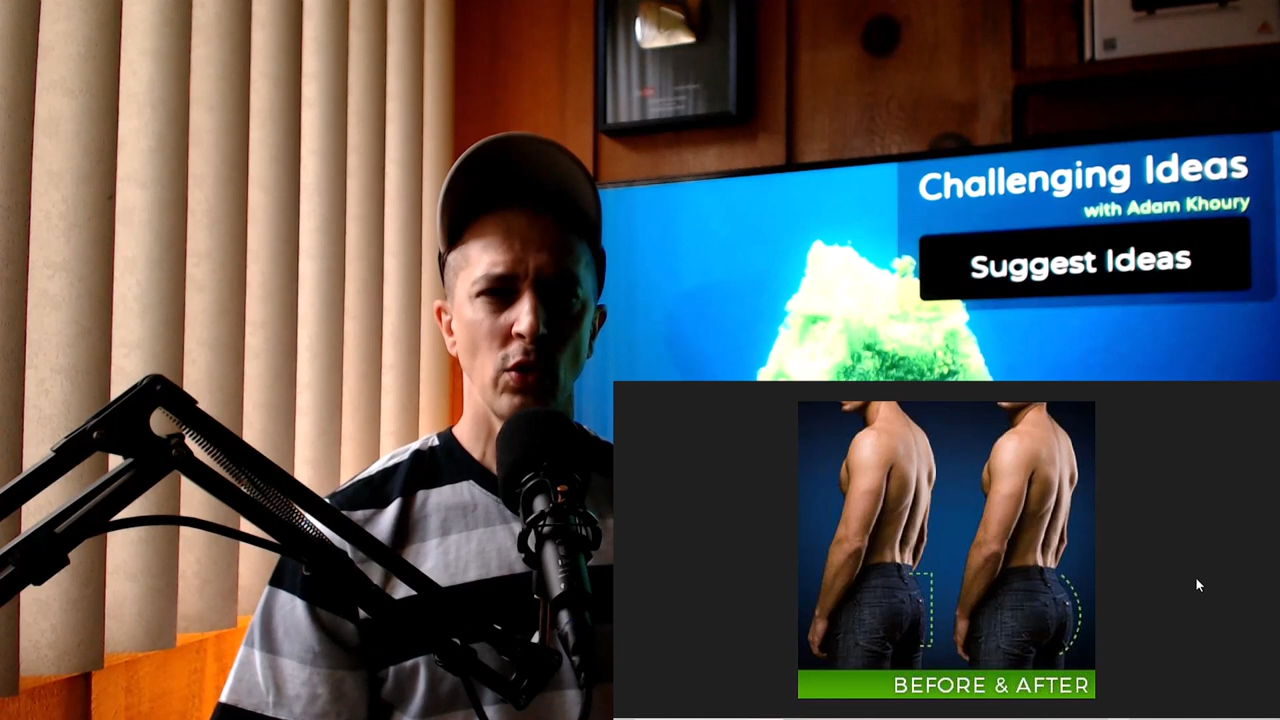 Challenging Ideas
with Adam Khoury
Suggest Ideas
BEFORE & AFTER